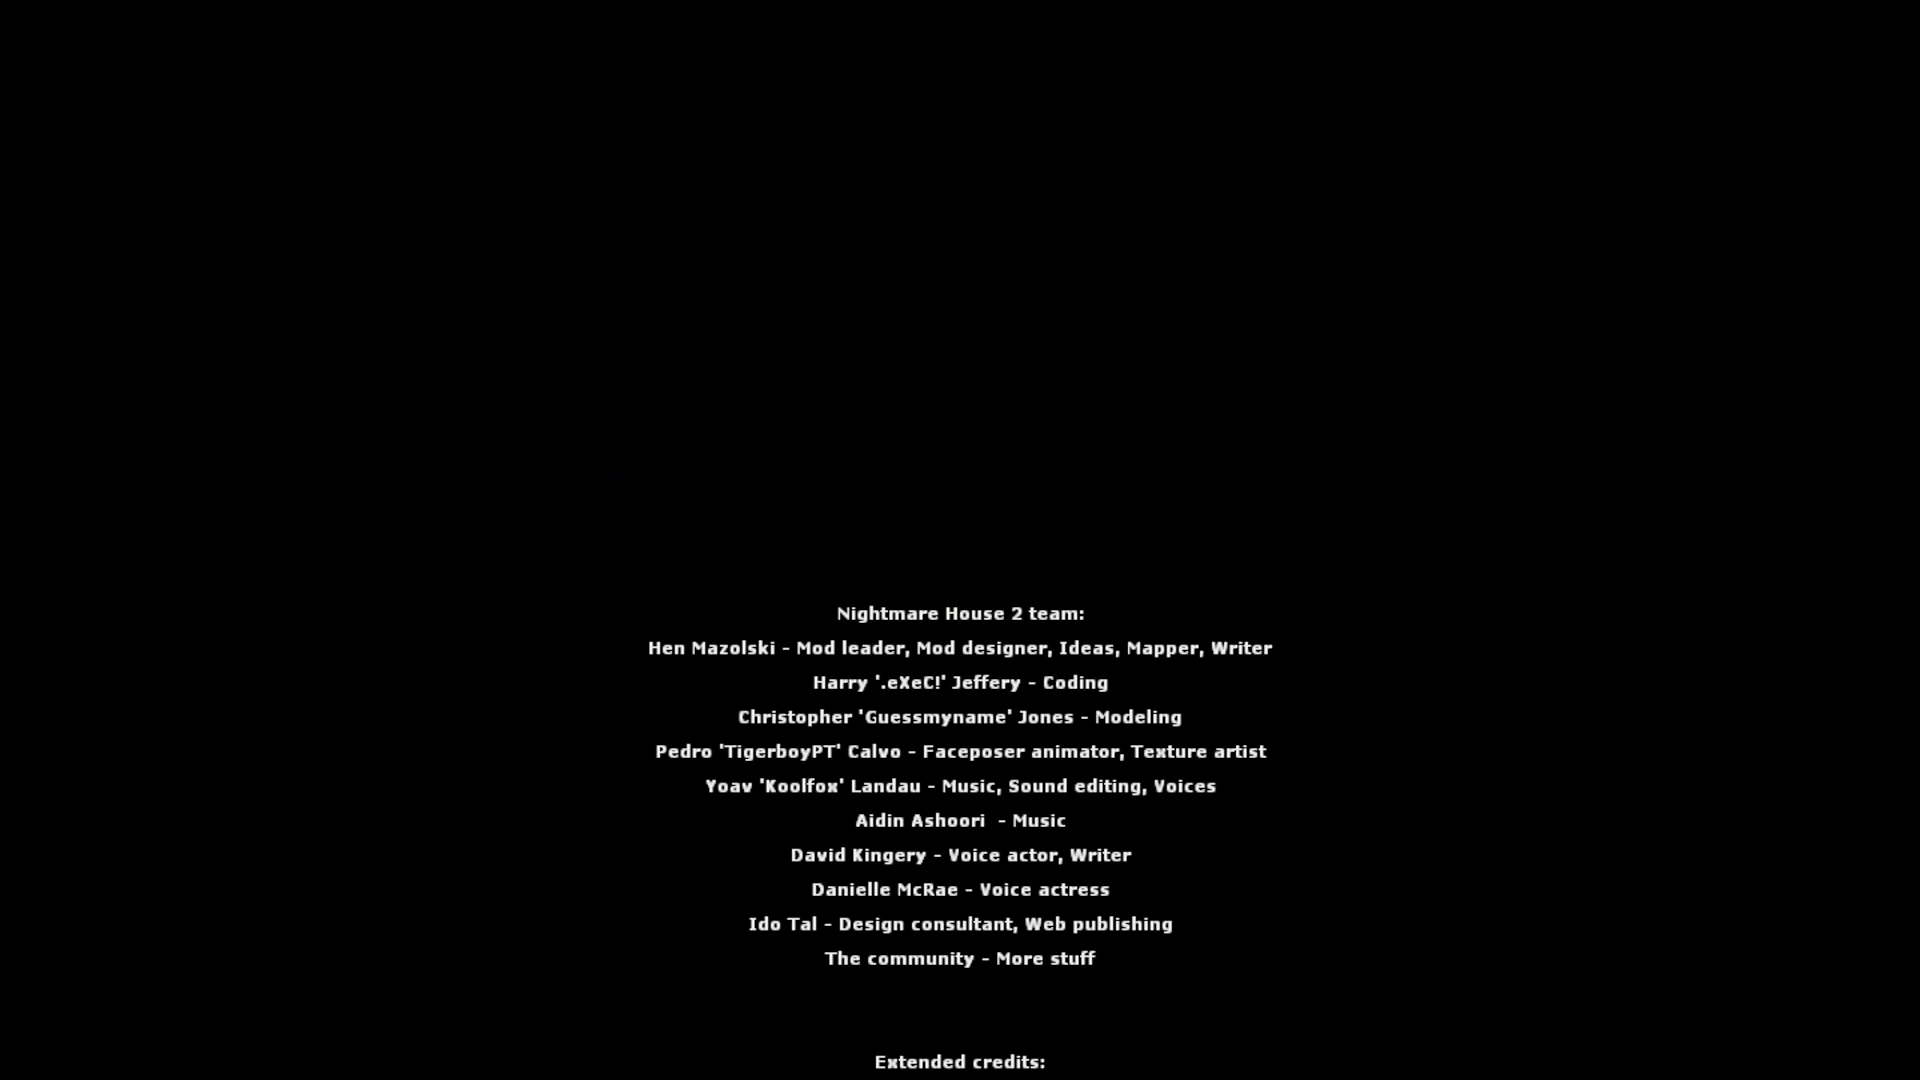 Nightmare House 2 team:
Hen Mazolski - Mod leader, Mod designer, Ideas, Mapper, Writer
Harry '.eXeC!' Jeffery - Coding
Christopher 'Guessmyname' Jones - Modeling
Pedro 'TigerboyPT' Calvo - Faceposer animator, Texture artist
Yoav 'Koolfox' Landau - Music, Sound editing, Voices
Aidin Ashoori  - Music
David Kingery - Voice actor, Writer
Danielle McRae - Voice actress
Ido Tal - Design consultant, Web publishing
The community - More stuff
Extended credits: